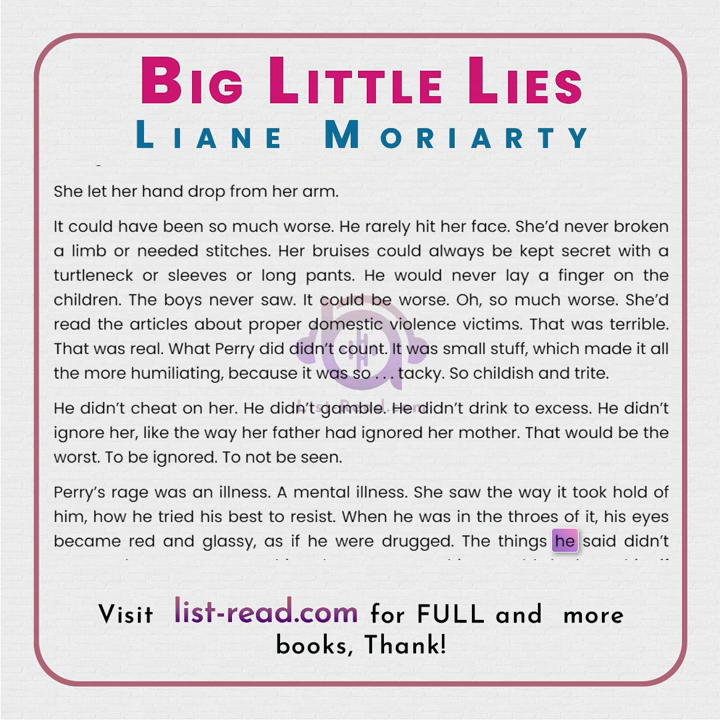 BIG LITTLE LIES
LIANE MORIARTY
She let her hand drop from her arm.
It could have been so much worse. He rarely hit her face. She’d never broken
a limb or needed stitches. Her bruises could always be kept secret with a
turtleneck or sleeves or long pants. He would never lay a finger on the
children. The boys never saw. It could be worse. Oh, so much worse. She’d
read the articles about proper domestic violence victims. That was terrible.
That was real. What Perry did didn’t count. It was small stuff, which made it all
the more humiliating, because it was so . . . tacky. So childish and trite.
He didn’t cheat on her. He didn’t gamble. He didn’t drink to excess. He didn’t
ignore her, like the way her father had ignored her mother. That would be the
worst. To be ignored. To not be seen.
Perry’s rage was an illness. A mental illness. She saw the way it took hold of
him, how he tried his best to resist. When he was in the throes of it, his eyes
became red and glassy, as if he were drugged. The things he said didn’t
Visit list-read.com for FULL and more
books, Thank!